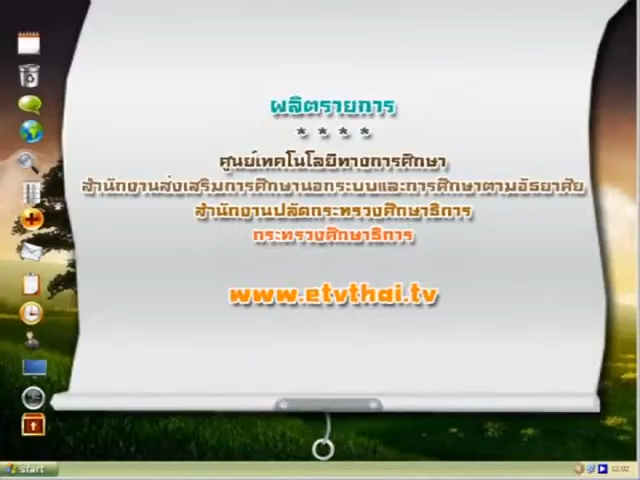 ผลิตรายการ
* * * *
ศูนย์เทคโนโลยีทางการศึกษา
สำนักงานส่งเสริมการศึกษานอกระบบและการศึกษาตามอัธยาศัย
สำนักงานปลัดกระทรวงศึกษาธิการ
กระทรวงศึกษาธิการ
www.etvthai.tv
start
12:02